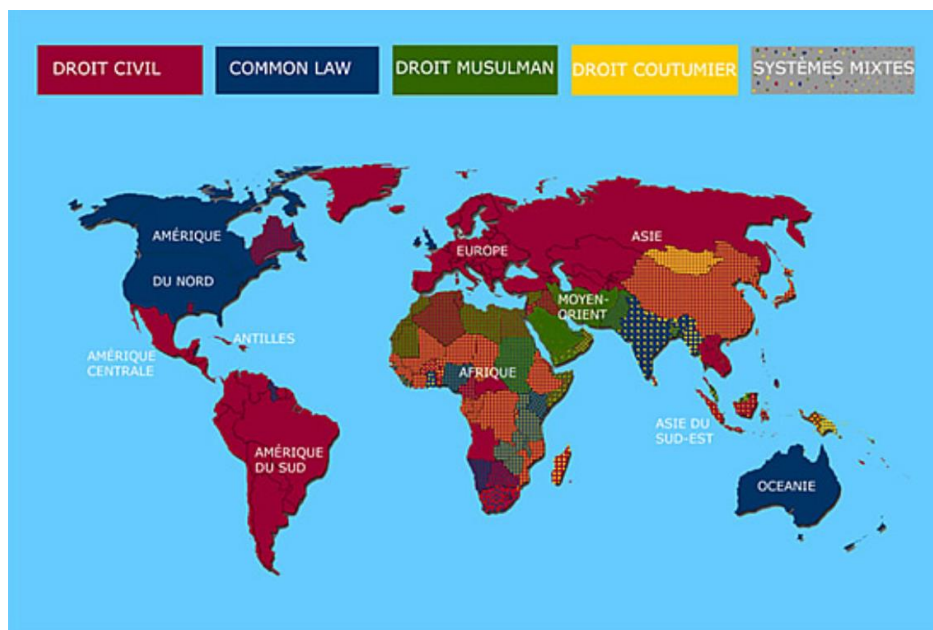 DROIT CIVIL
COMMON LAW
DROIT MUSULMAN
DROIT COUTUMIER
SYSTÈMES MIXTES
AMÉRIQUE
DU NORD
EUROPE
ASIE
MOYEN-
ORIENT
ANTILLES
AMÉRIQUE
CENTRALE
AFRIQUE
ASIE DU
SUD-EST
AMÉRIQUE
DU SUD
OCEANIE